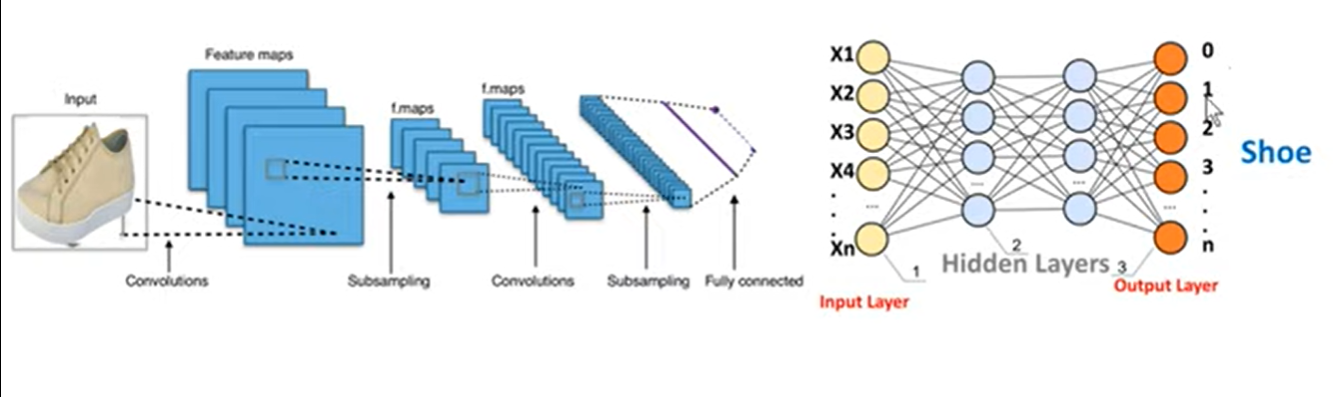 Input
Feature maps
f.maps
f.maps
Convolutions
Subsampling
Convolutions
Subsampling
Fully connected
X1
X2
X3
X4
...
.
.
.
Xn
...
...
...
0
1
2
3
.
.
.
n
Shoe
1
2
3
Hidden Layers
Input Layer
Output Layer